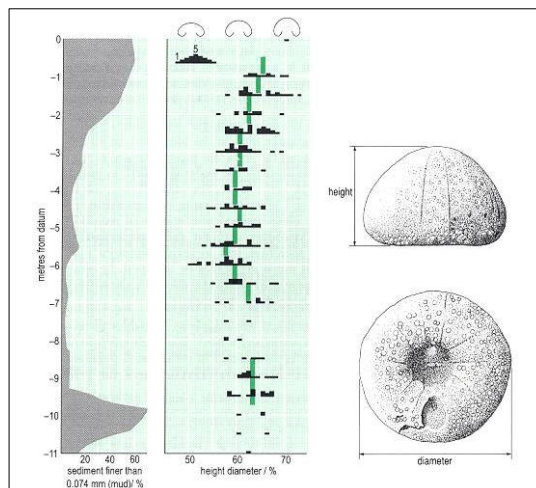 1 5
0
–1
–2
–3
–4
–5
–6
–7
–8
–9
–10
–11
metres from datum
20 40 60
sediment finer than
0.074 mm (mud)/ %
50 60 70
height diameter / %
height
diameter